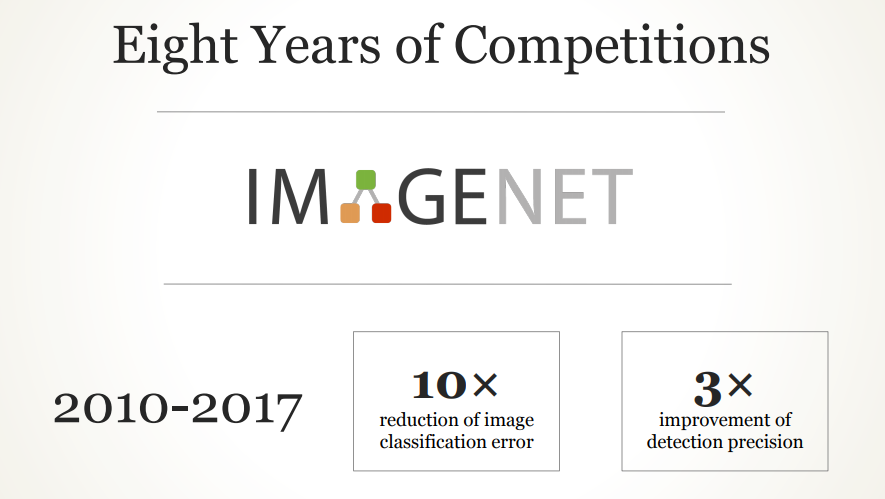 Eight Years of Competitions
IMAGENET
2010-2017
10×
reduction of image
classification error
3×
improvement of
detection precision